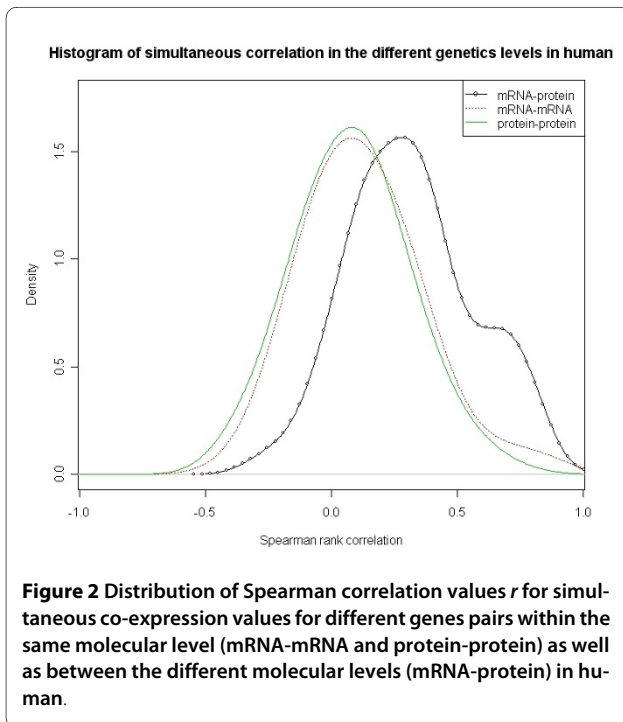 Histogram of simultaneous correlation in the different genetics levels in human
mRNA-protein
mRNA-mRNA
protein-protein
Density
1.5
1.0
0.5
0.0
-1.0 -0.5 0.0 0.5 1.0
Spearman rank correlation
Figure 2 Distribution of Spearman correlation values r for simul-
taneous co-expression values for different genes pairs within the
same molecular level (mRNA-mRNA and protein-protein) as well
as between the different molecular levels (mRNA-protein) in hu-
man.